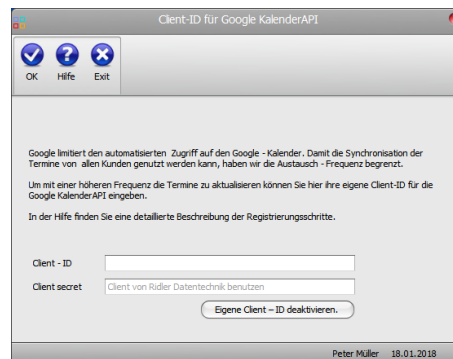 Client-ID für Google KalenderAPI
OK Hilfe Exit
Google limitiert den automatisierten Zugriff auf den Google - Kalender. Damit die Synchronisation der
Termine von allen Kunden genutzt werden kann, haben wir die Austausch - Frequenz begrenzt.
Um mit einer höheren Frequenz die Termine zu aktualisieren können Sie hier ihre eigene Client-ID für die
Google KalenderAPI eingeben.
In der Hilfe finden Sie eine detaillierte Beschreibung der Registrierungsschritte.
Client - ID
Client secret Client von Ridler Datentechnik benutzen
Eigene Client – ID deaktivieren.
Peter Müller 18.01.2018